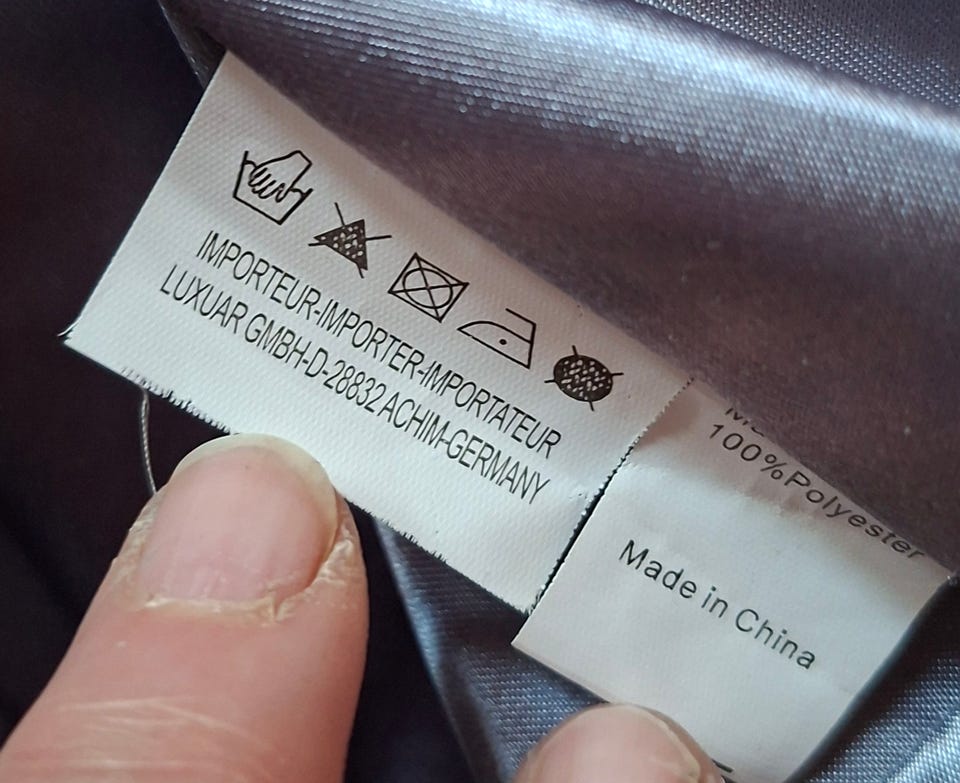 IMPORTEUR-IMPORTER-IMPORTATEUR
LUXUAR GMBH-D-28832 ACHIM-GERMANY
100%Polyester
Made in China